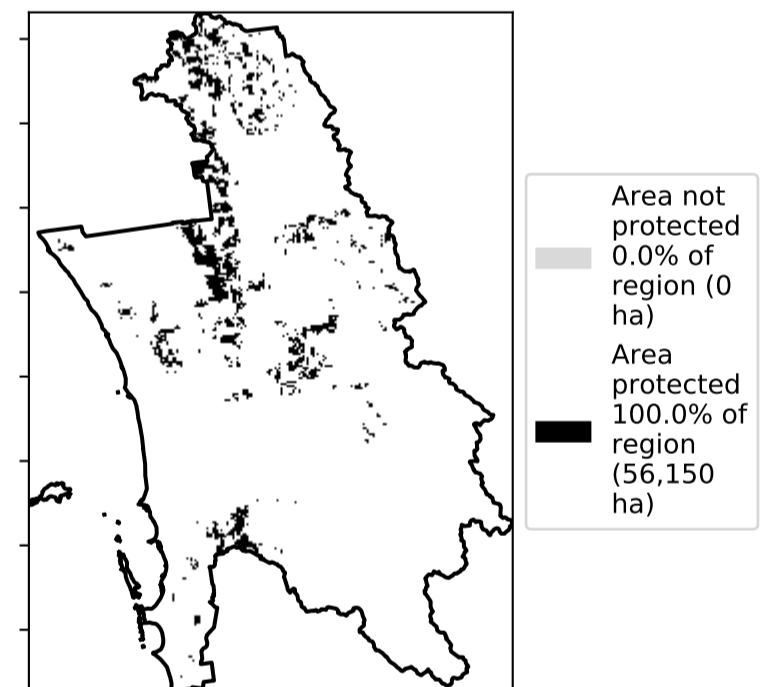 Area not
protected
0.0% of
region (0
ha)
Area
protected
100.0% of
region
(56,150
ha)